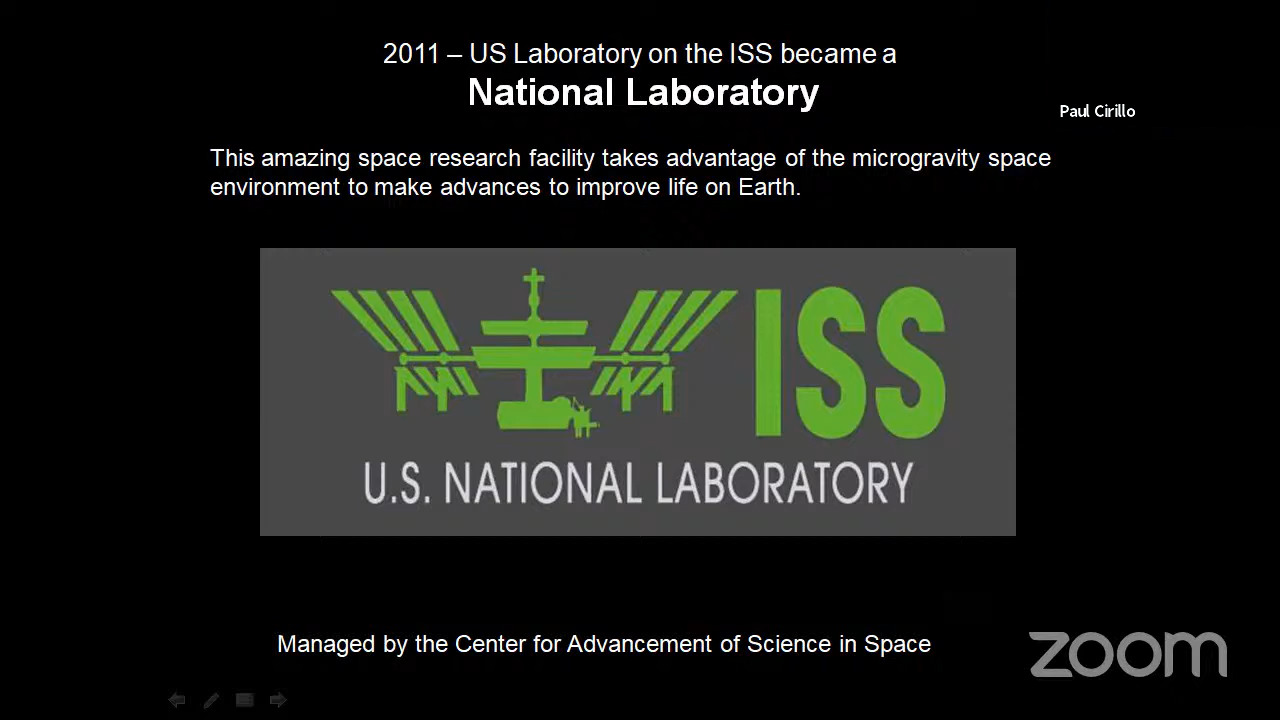 2011 – US Laboratory on the ISS became a
National Laboratory
Paul Cirillo
This amazing space research facility takes advantage of the microgravity space
environment to make advances to improve life on Earth.
ISS
U.S. NATIONAL LABORATORY
Managed by the Center for Advancement of Science in Space
zoom